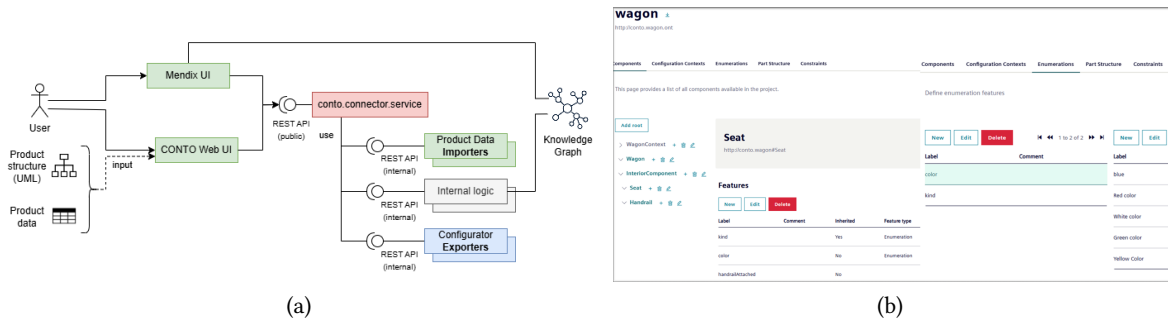 Mendix UI
User
CONTO Web UI
input
Product
structure
(UML)
Product
data
REST API
(public)
conto.connector.service
use
REST API
(internal)
Product Data
Importers
REST API
(internal)
Internal logic
REST API
(internal)
Configurator
Exporters
Knowledge
Graph
(a)
wagon
http://conto.wagon.ont
Components Configuration Contexts Enumerations Part Structure Constraints
This page provides a list of all components available in the project.
Add root
WagonContext
Wagon
InteriorComponent
Seat
Handrail
Seat
http://conto.wagon#Seat
Features
New Edit Delete
Label Comment Inherited Feature type
kind Yes Enumeration
color No Enumeration
handrailAttached No
Components Configuration Contexts Enumerations Part Structure Constraints
Define enumeration features
New Edit Delete 1 to 2 of 2
Label Comment
color
kind
New Edit
Label
blue
Red color
White color
Green color
Yellow Color
(b)